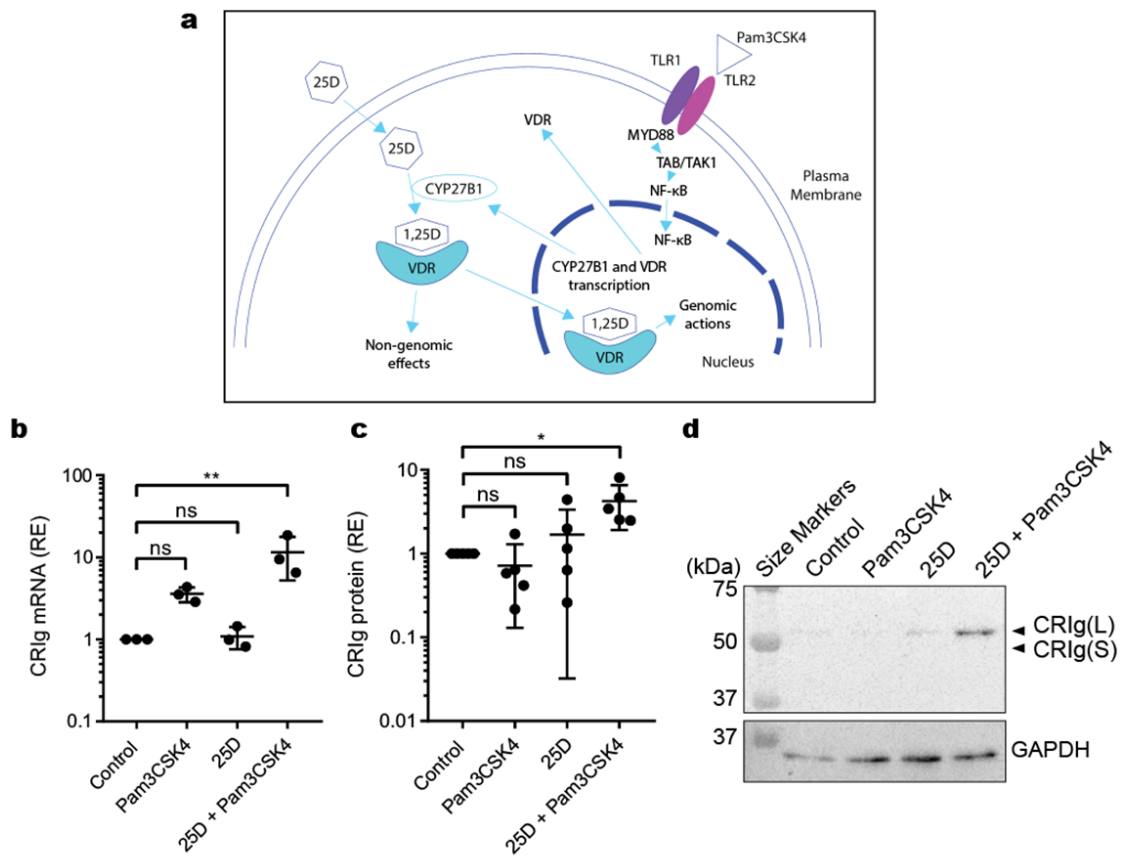 a
Pam3CSK4
TLR1
TLR2
25D
25D
VDR
MYD88
TAB/TAK1
NF-κB
NF-κB
Plasma
Membrane
CYP27B1
1,25D
VDR
CYP27B1 and VDR
transcription
1,25D
VDR
Genomic
actions
Non-genomic
effects
Nucleus
b
CRIg mRNA (RE)
100
10
1
0.1
**
ns
ns
Control
Pam3CSK4
25D
25D + Pam3CSK4
c
CRIg protein (RE)
10
1
0.1
0.01
*
ns
ns
Control
Pam3CSK4
25D
25D + Pam3CSK4
d
(kDa)
Size Markers
Control
Pam3CSK4
25D
25D + Pam3CSK4
75
50
37
CRIg(L)
CRIg(S)
37
GAPDH